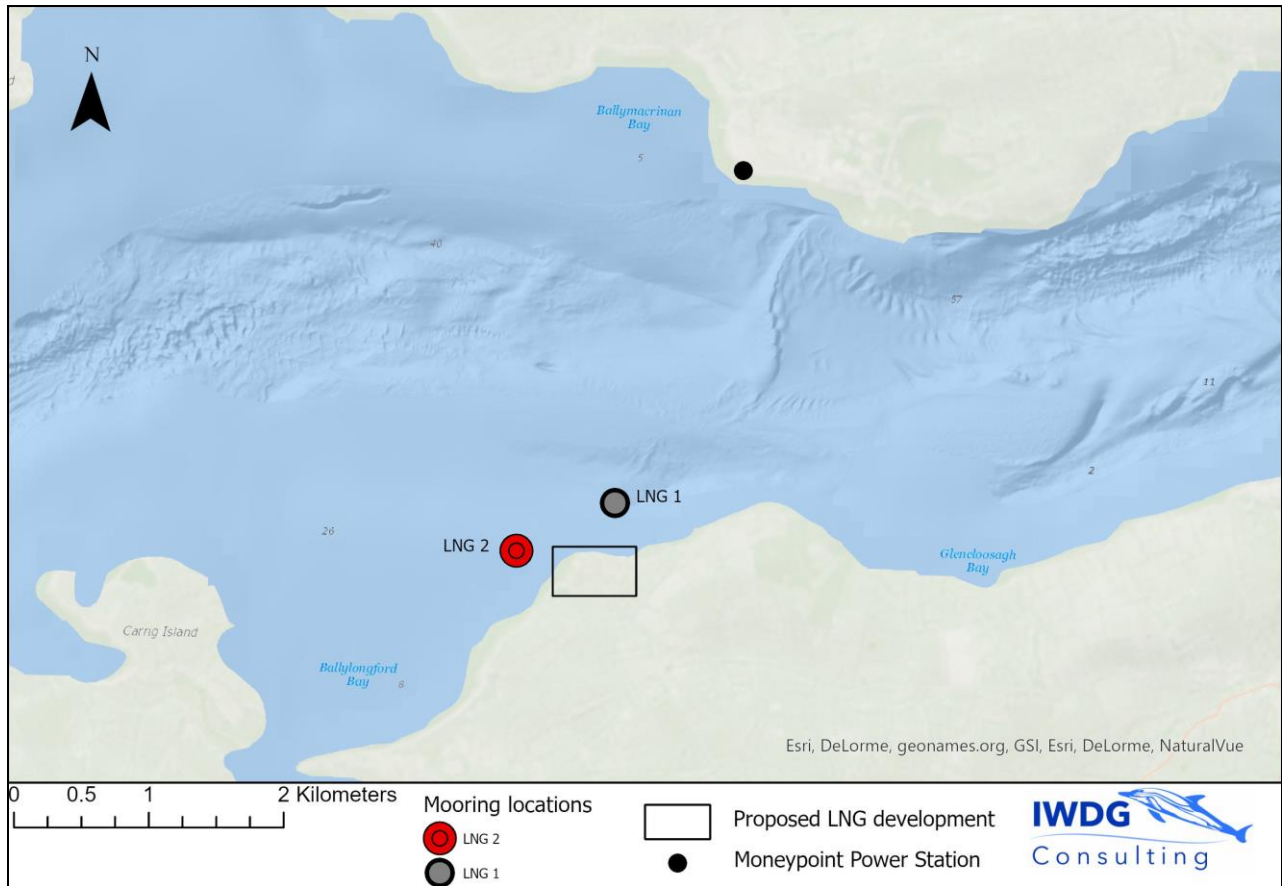 d
N
Ballymacrinan
Bay
5
40
57
11
2
LNG 1
LNG 2
26
Glencloosagh
Bay
Carrig Island
Ballylongford
Bay
8
Esri, DeLorme, geonames.org, GSI, Esri, DeLorme, NaturalVue
0 0.5 1 2 Kilometers
Mooring locations
LNG 2
LNG 1
Proposed LNG development
Moneypoint Power Station
IWDG
Consulting